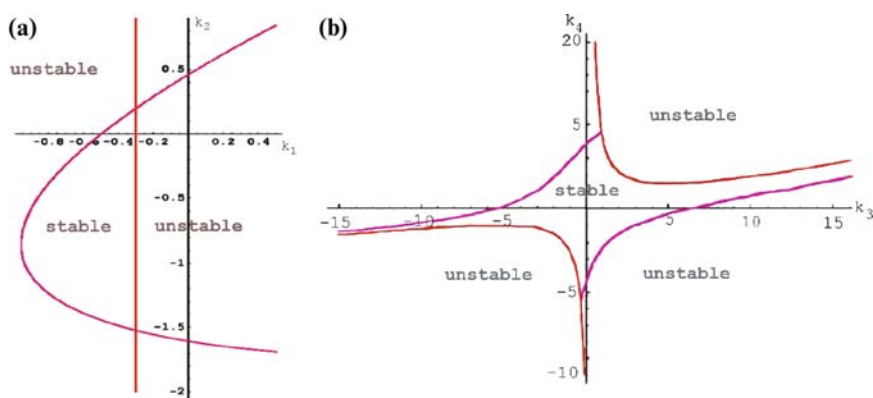 (a)
k2
unstable
0.5
-0.8 -0.6 -0.4 -0.2 0.2 0.4 k1
-0.5
stable unstable
-1
-1.5
-2
(b)
k4
20
unstable
5
stable
-15 -10 -5 5 10 15 k3
unstable unstable
-5
-10